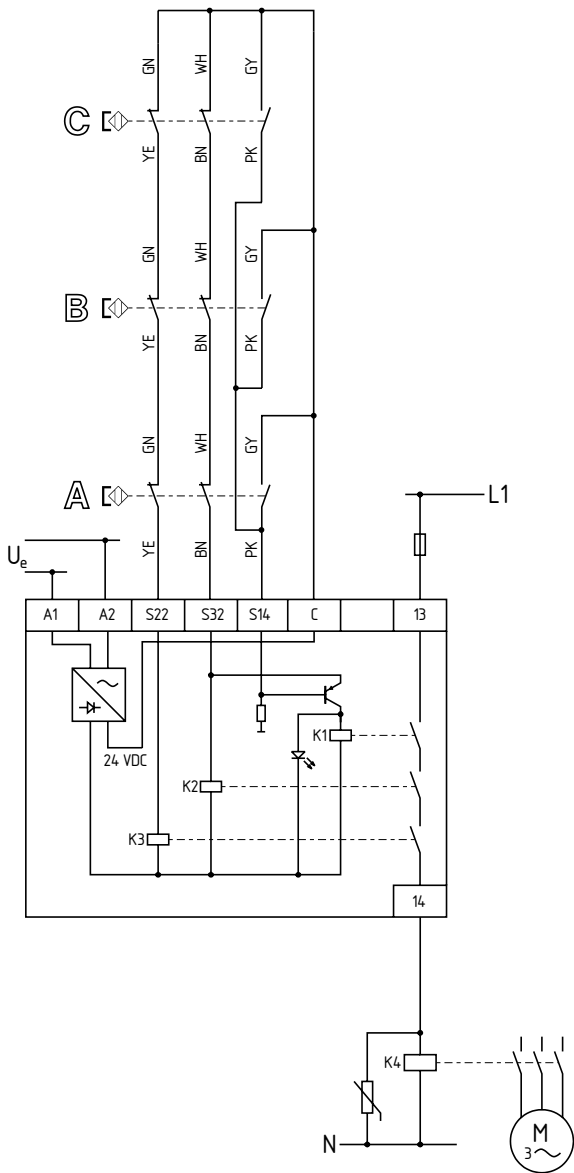 GN WH GY
C
YE BN PK
GN WH GY
B
YE BN PK
GN WH GY
A
L1
YE BN PK
Ue
A1 A2 S22 S32 S14 C 13
K1
24 VDC
K2
K3
14
K4
N
M
3